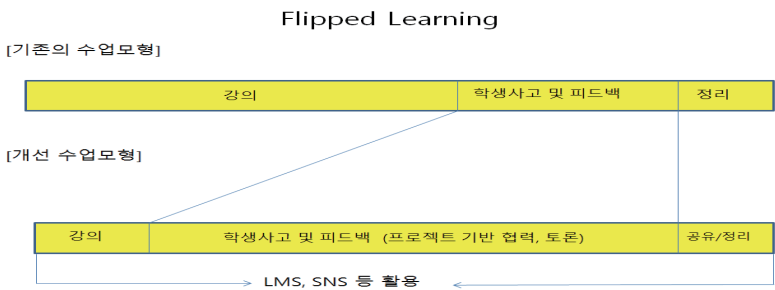 Flipped Learning
[기존의 수업모형]
강의 학생사고 및 피드백 정리
[개선 수업모형]
강의 학생사고 및 피드백 (프로젝트 기반 협력, 토론) 공유/정리
LMS, SNS 등 활용